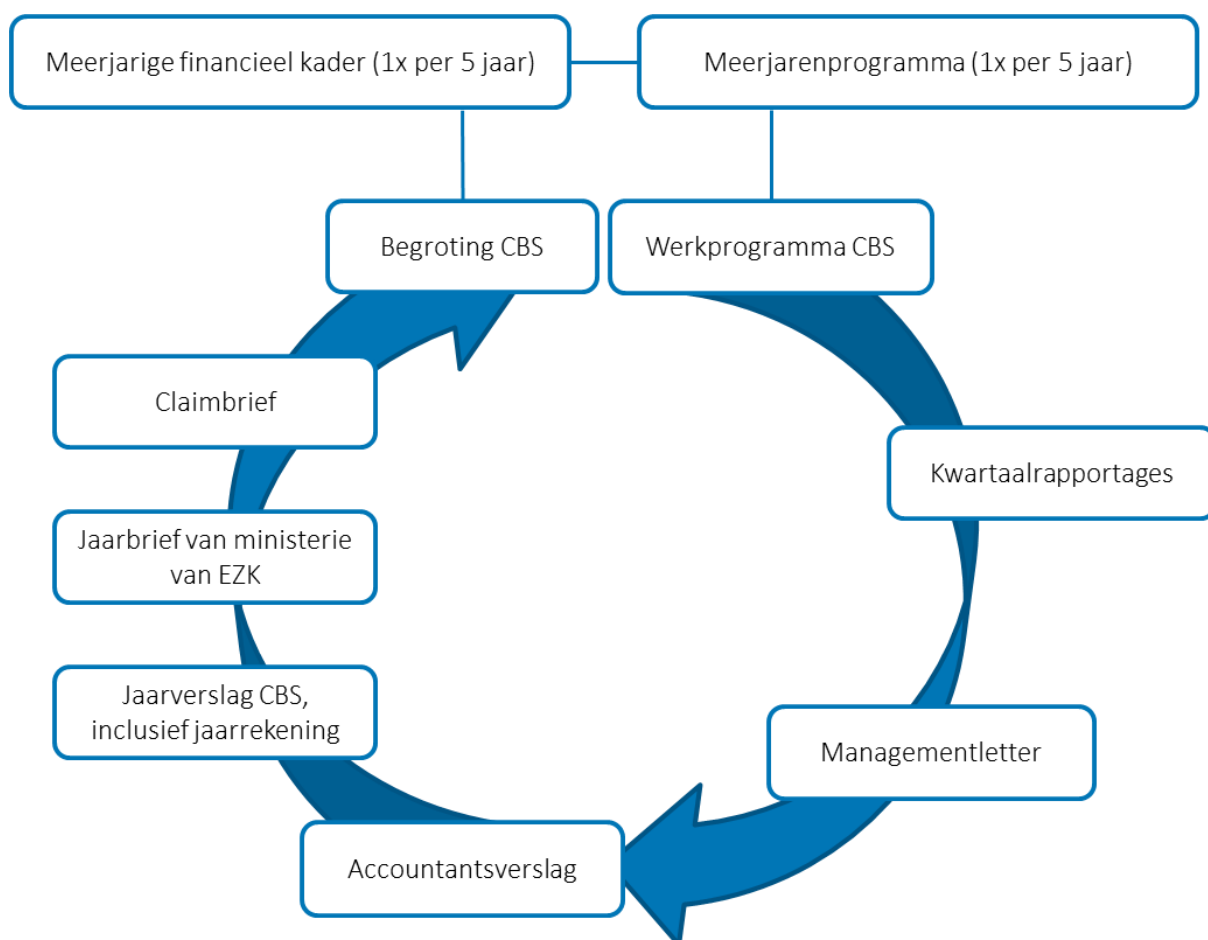 Meerjarige financieel kader (1x per 5 jaar)
Meerjarenprogramma (1x per 5 jaar)
Begroting CBS
Werkprogramma CBS
Claimbrief
Kwartaalrapportages
Jaarbrief van ministerie
van EZK
Jaarverslag CBS,
inclusief jaarrekening
Managementletter
Accountantsverslag